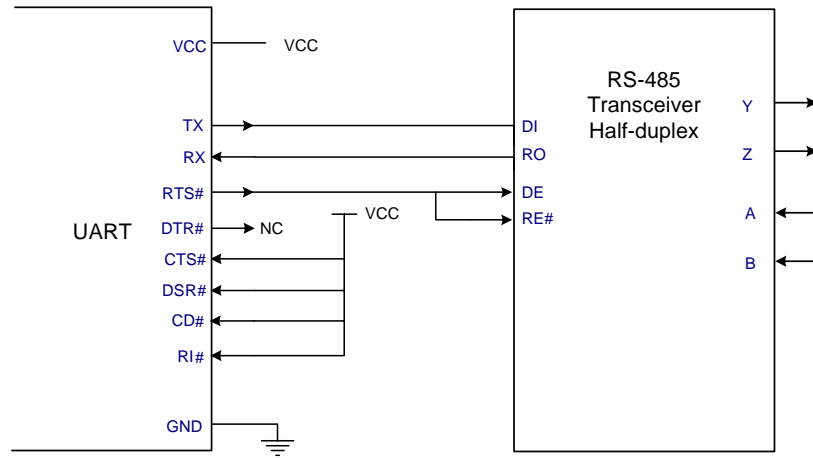 VCC
VCC
TX
RX
RTS#
DTR#
NC
CTS#
DSR#
CD#
RI#
GND
UART
VCC
RS-485
Transceiver
Half-duplex
DI
RO
DE
RE#
Y
Z
A
B